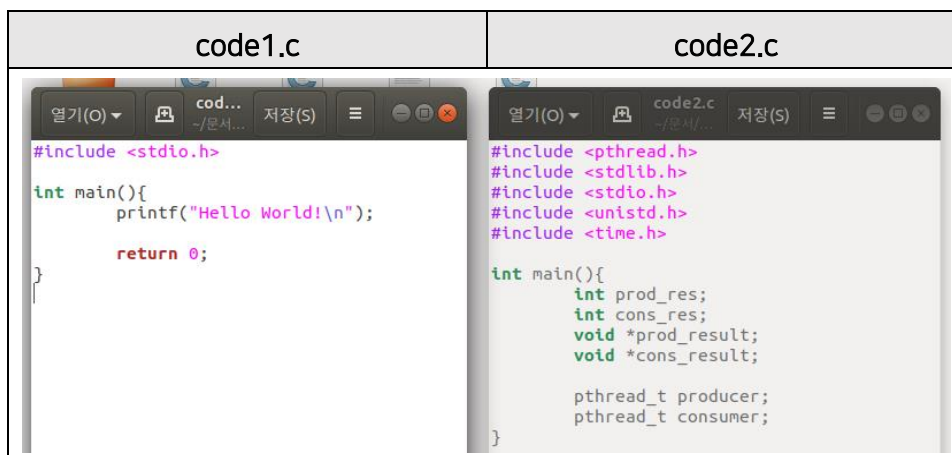 code1.c
code2.c
열기(O)
cod...
~/문서...
저장(S)
#include <stdio.h>
int main(){
printf("Hello World!\n");
return 0;
}
열기(O)
code2.c
~/문서/...
저장(S)
#include <pthread.h>
#include <stdlib.h>
#include <stdio.h>
#include <unistd.h>
#include <time.h>
int main(){
int prod_res;
int cons_res;
void *prod_result;
void *cons_result;
pthread_t producer;
pthread_t consumer;
}